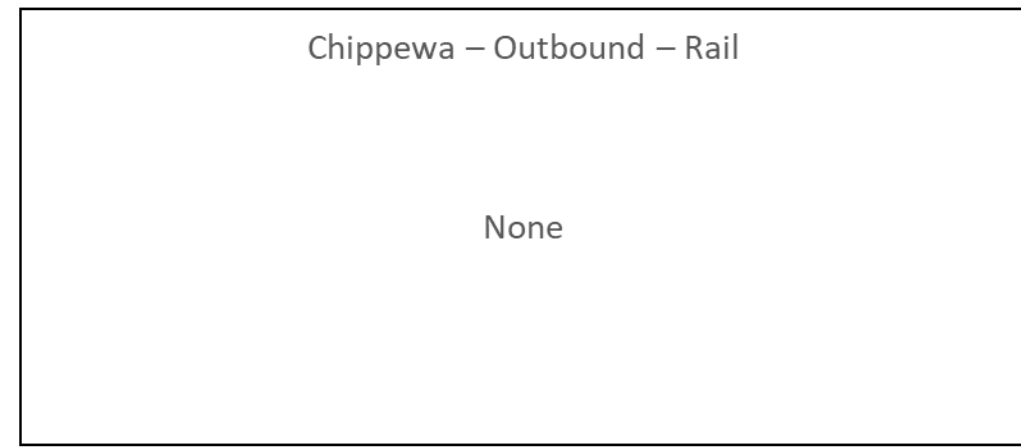 Chippewa – Outbound – Rail
None